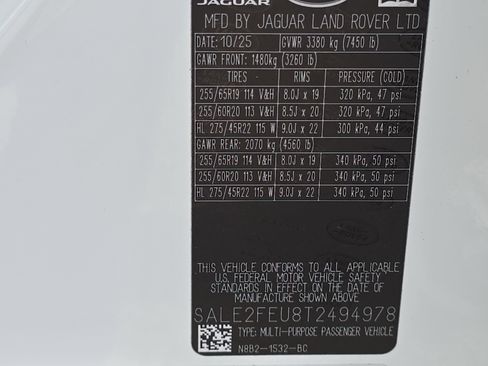 JAGUAR
MFD BY JAGUAR LAND ROVER LTD
DATE: 10/25 GVWR 3380 kg (7450 lb)
GAWR FRONT: 1480kg (3260 lb)
TIRES RIMS PRESSURE (COLD)
255/65R19 114 V&H 8.0J x 19 320 kPa, 47 psi
255/60R20 113 V&H 8.5J x 20 320 kPa, 47 psi
HL 275/45R22 115 W 9.0J x 22 300 kPa, 44 psi
GAWR REAR: 2070 kg (4560 lb)
255/65R19 114 V&H 8.0J x 19 340 kPa, 50 psi
255/60R20 113 V&H 8.5J x 20 340 kPa, 50 psi
HL 275/45R22 115 W 9.0J x 22 340 kPa, 50 psi
THIS VEHICLE CONFORMS TO ALL APPLICABLE
U.S. FEDERAL MOTOR VEHICLE SAFETY
STANDARDS IN EFFECT ON THE DATE OF
MANUFACTURE SHOWN ABOVE
SALE2FEU8T2494978
TYPE: MULTI-PURPOSE PASSENGER VEHICLE
N8B2-1532-BC